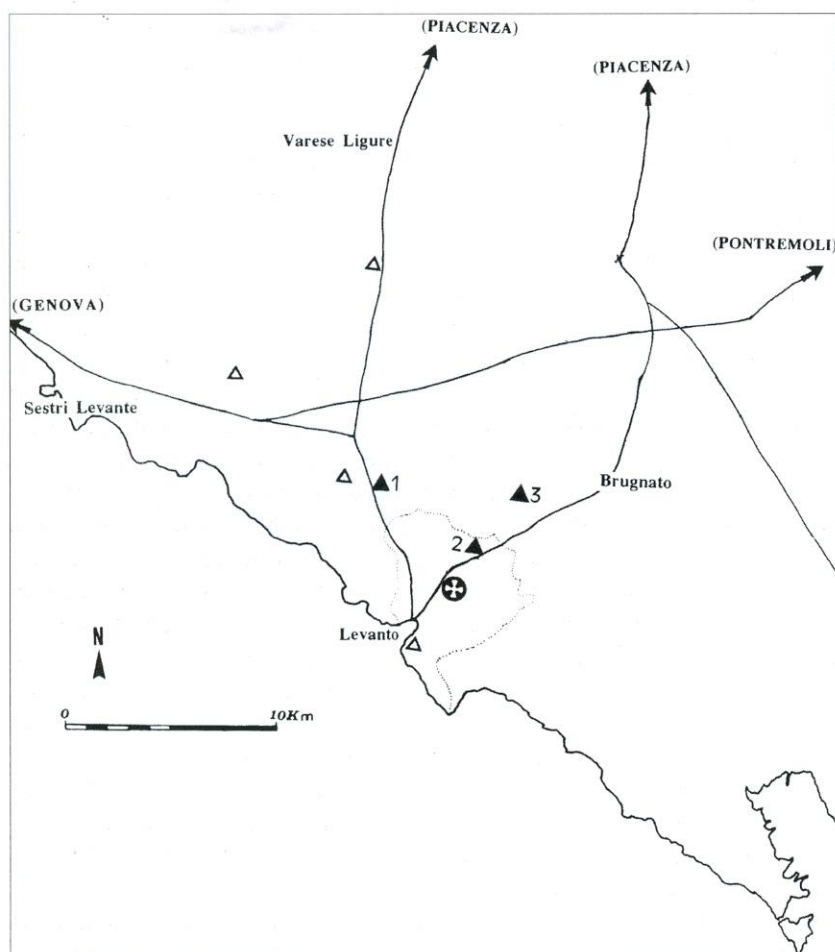 (PIACENZA)
(PIACENZA)
Varese Ligure
(PONTREMOLI)
(GENOVA)
Sestri Levante
1
3
Brugnato
2
Levanto
N
0 10Km